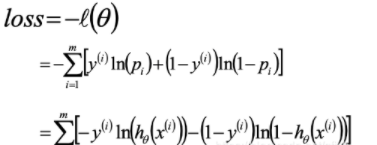 loss=−ℓ(θ)
=−∑_{i=1}^{m}[y^{(i)}ln(p_i)+(1−y^{(i)})ln(1−p_i)]
=∑_{i=1}^{m}[−y^{(i)}ln(h_θ(x^{(i)}))−(1−y^{(i)})ln(1−h_θ(x^{(i)}))]